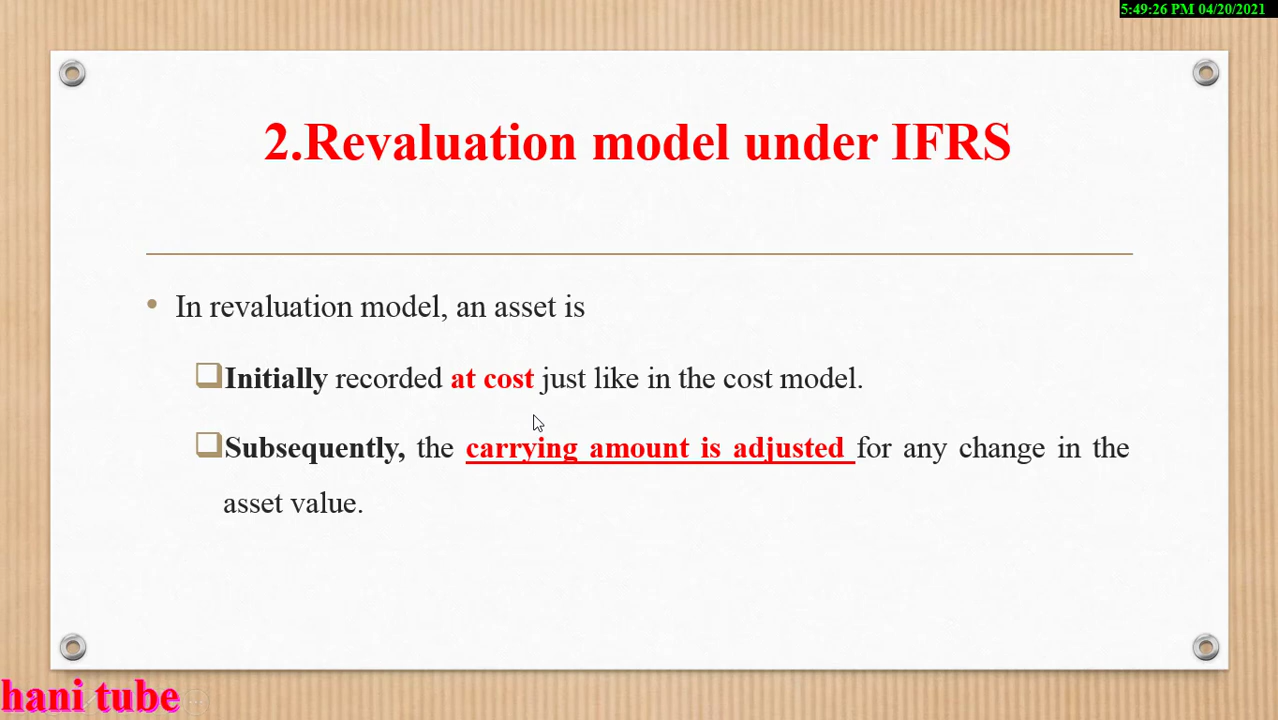 5:49:26 PM 04/20/2021
2.Revaluation model under IFRS
• In revaluation model, an asset is
❑Initially recorded at cost just like in the cost model.
❑Subsequently, the carrying amount is adjusted for any change in the
asset value.
hani tube